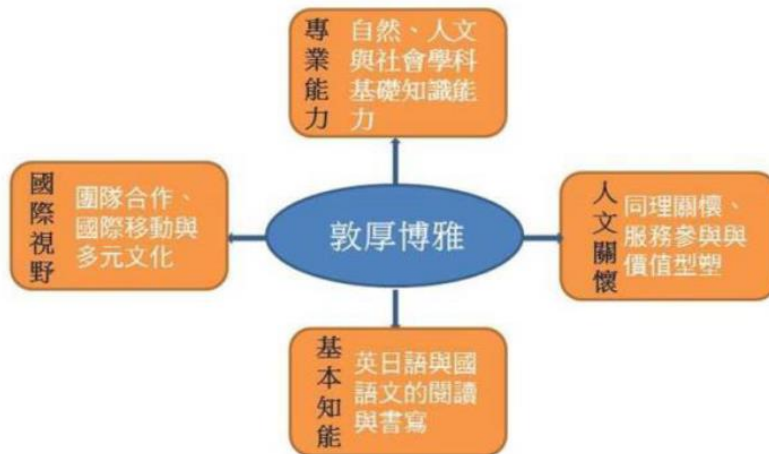 專業能力
自然、人文
與社會學科
基礎知識能
力
國際視野
團隊合作、
國際移動與
多元文化
敦厚博雅
人文關懷
同理關懷、
服務參與與
價值型塑
基本知能
英日語與國
語文的閱讀
與書寫